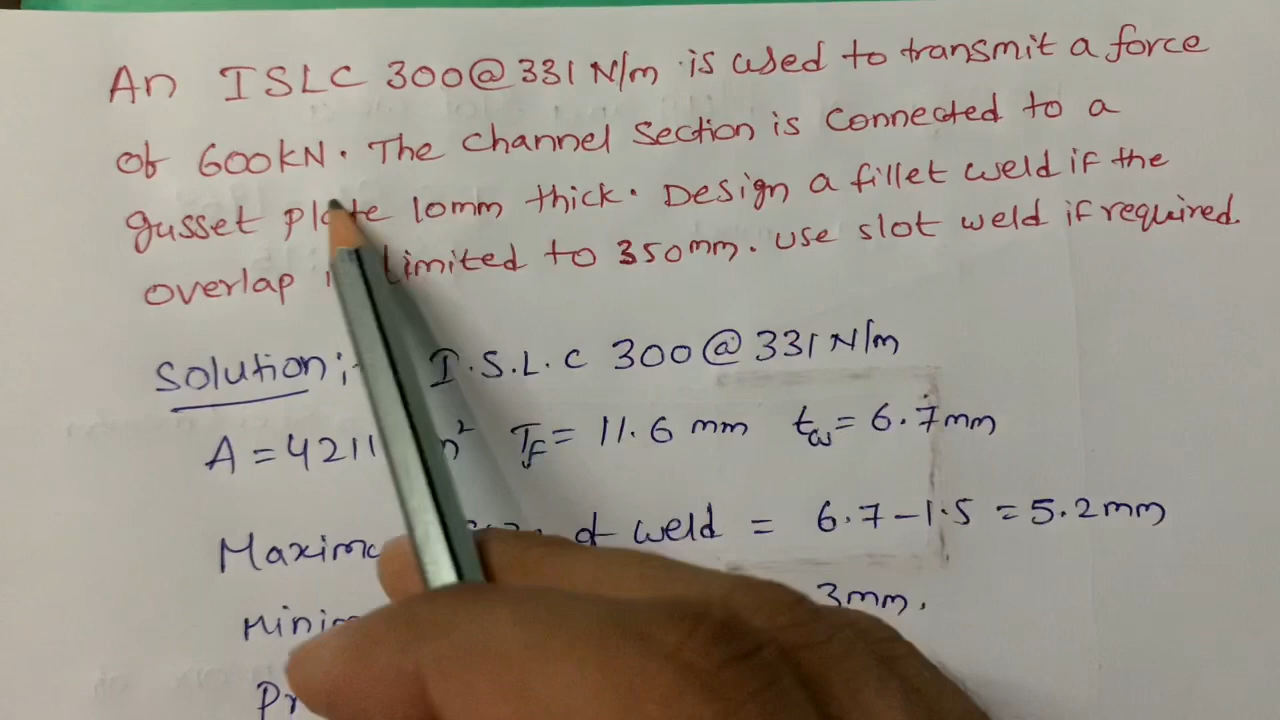 An ISLC 300@331 N/m is used to transmit a force
of 600kN. The channel section is connected to a
gusset plate 10mm thick. Design a fillet weld if the
overlap limited to 350mm. use slot weld if required.
Solution:- I.S.L.C 300@331N/m
A = 4211 TF = 11.6 mm tw = 6.7mm
of weld = 6.7-1.5 = 5.2mm
3mm.